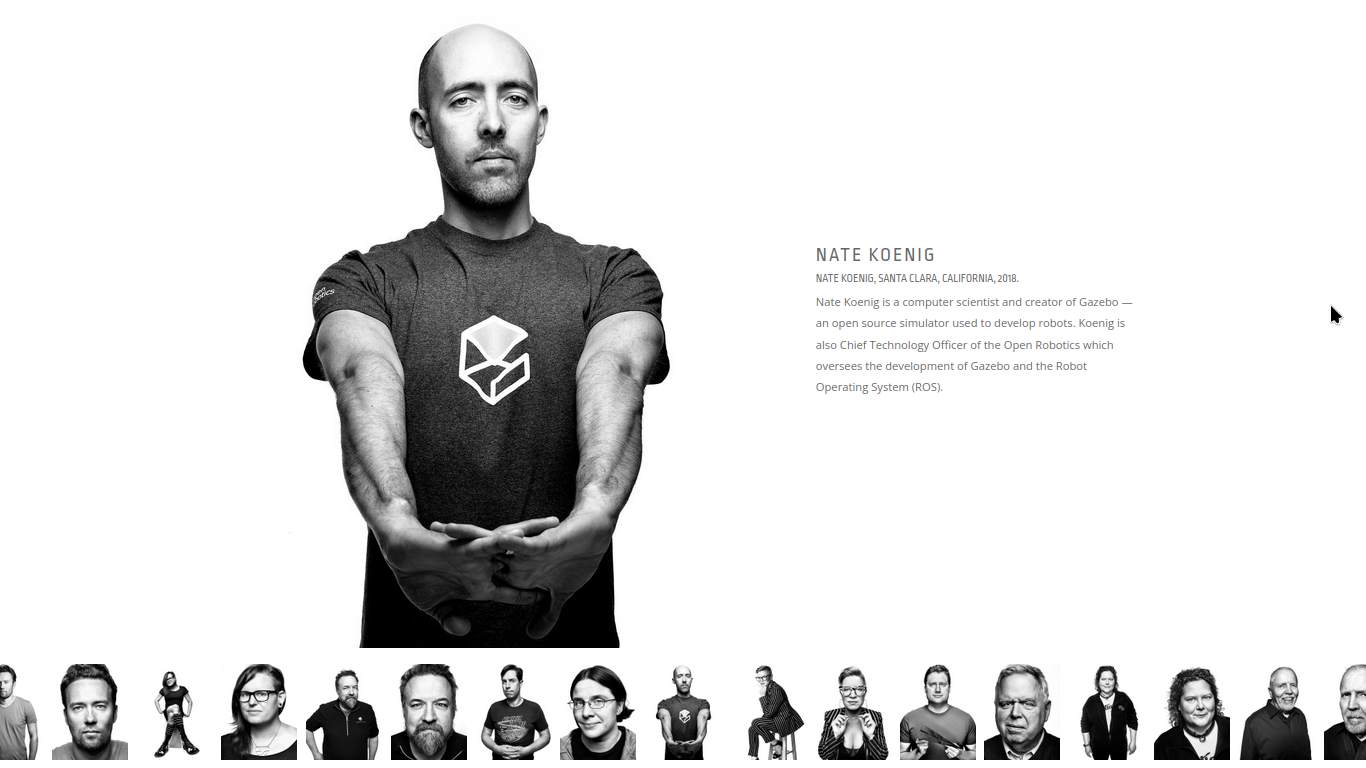 NATE KOENIG
NATE KOENIG, SANTA CLARA, CALIFORNIA, 2018.
Nate Koenig is a computer scientist and creator of Gazebo —
an open source simulator used to develop robots. Koenig is
also Chief Technology Officer of the Open Robotics which
oversees the development of Gazebo and the Robot
Operating System (ROS).